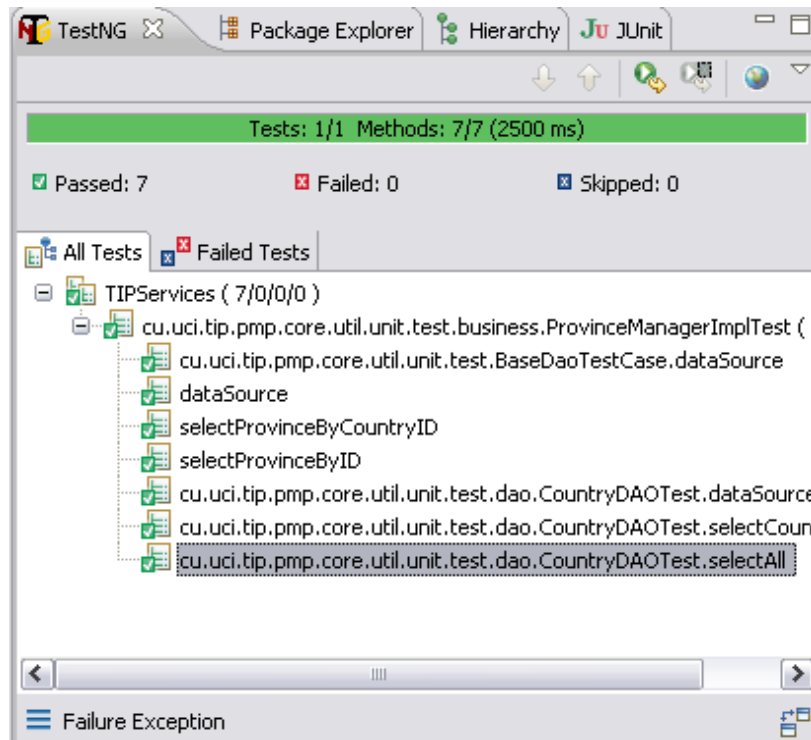 TestNG Package Explorer Hierarchy JUnit
Tests: 1/1 Methods: 7/7 (2500 ms)
Passed: 7 Failed: 0 Skipped: 0
All Tests Failed Tests
TIPServices ( 7/0/0/0 )
cu.uci.tip.pmp.core.util.unit.test.business.ProvinceManagerImplTest (
cu.uci.tip.pmp.core.util.unit.test.BaseDaoTestCase.dataSource
dataSource
selectProvinceByCountryID
selectProvinceByID
cu.uci.tip.pmp.core.util.unit.test.dao.CountryDAOTest.dataSource
cu.uci.tip.pmp.core.util.unit.test.dao.CountryDAOTest.selectCoun
cu.uci.tip.pmp.core.util.unit.test.dao.CountryDAOTest.selectAll
Failure Exception